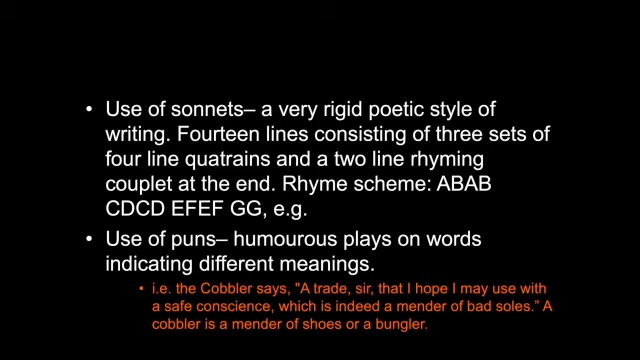 • Use of sonnets– a very rigid poetic style of
writing. Fourteen lines consisting of three sets of
four line quatrains and a two line rhyming
couplet at the end. Rhyme scheme: ABAB
CDCD EFEF GG, e.g.
• Use of puns– humourous plays on words
indicating different meanings.
• i.e. the Cobbler says, "A trade, sir, that I hope I may use with
a safe conscience, which is indeed a mender of bad soles.” A
cobbler is a mender of shoes or a bungler.